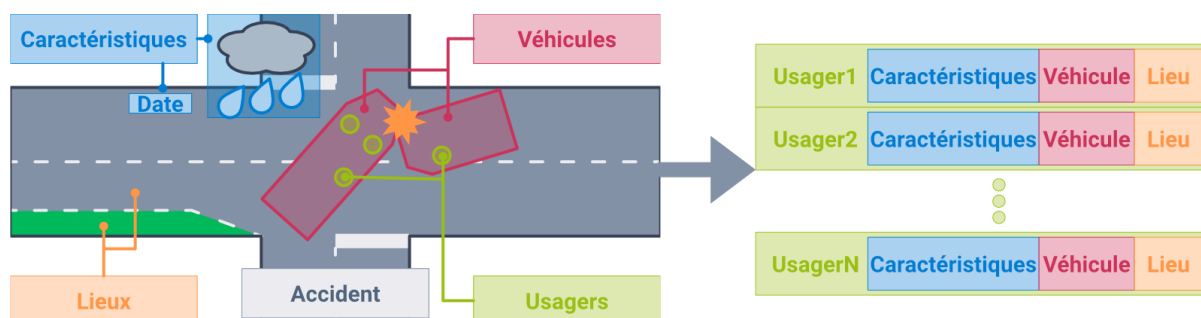 Caractéristiques
Véhicules
Date
Lieux
Accident
Usagers
Usager1 Caractéristiques Véhicule Lieu
Usager2 Caractéristiques Véhicule Lieu
UsagerN Caractéristiques Véhicule Lieu